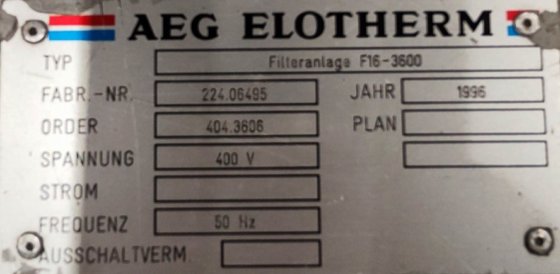 AEG ELOTHERM
TYP Filteranlage F16-3600
FABR.-NR. 224.06495 JAHR 1996
ORDER 404.3606 PLAN
SPANNUNG 400 V
STROM
FREQUENZ 50 Hz
AUSSCHALTVERM